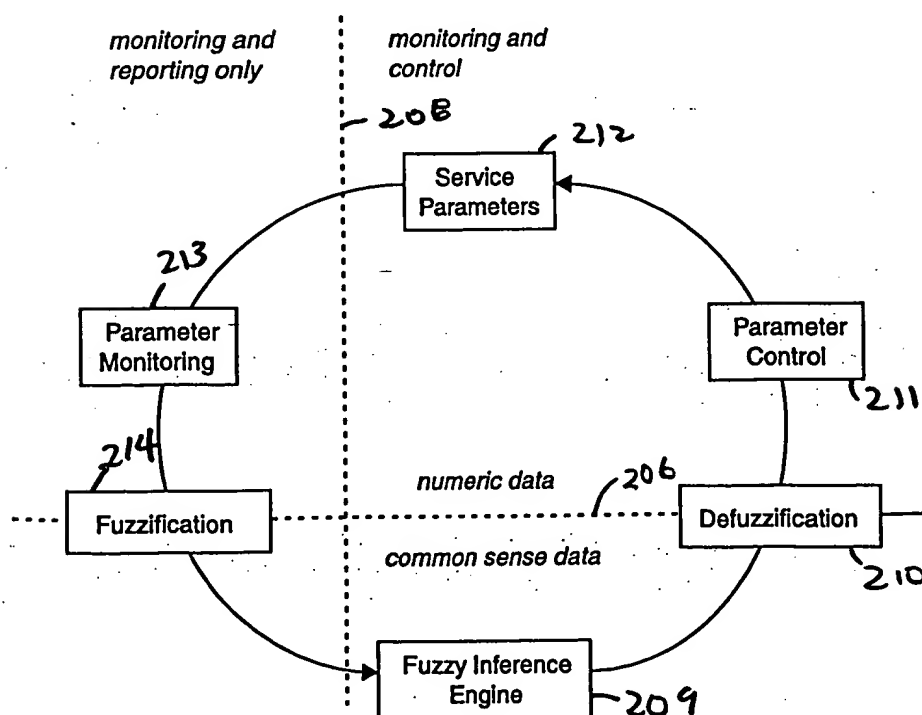 monitoring and
reporting only
monitoring and
control
208
212
Service
Parameters
213
Parameter
Monitoring
Parameter
Control
211
214
numeric data
206
Fuzzification
Defuzzification
common sense data
210
Fuzzy Inference
Engine
209